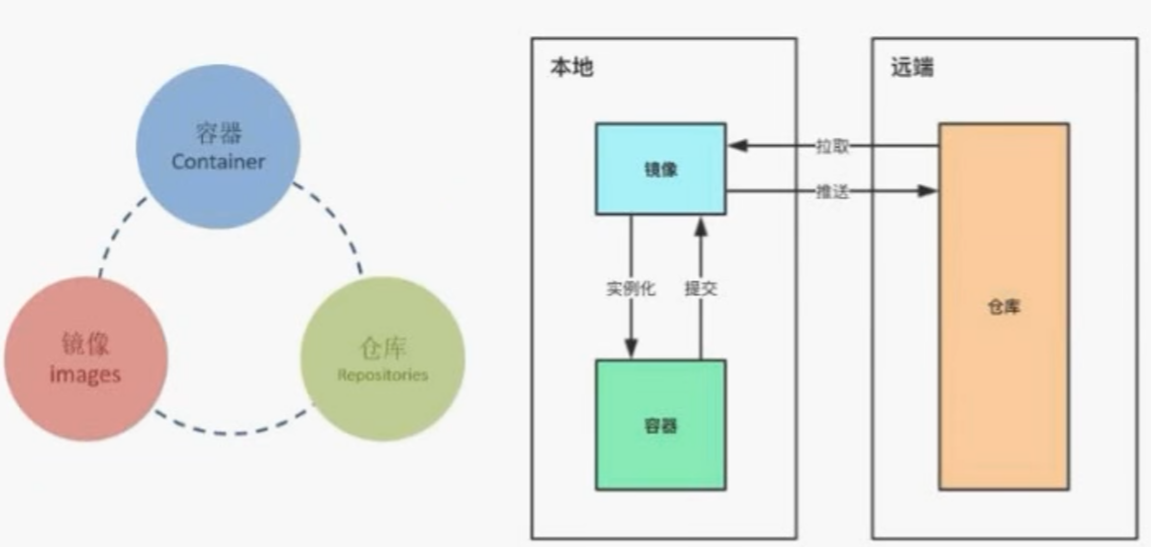 容器
Container
镜像
images
仓库
Repositories
本地
远端
镜像
拉取
推送
实例化
提交
仓库
容器